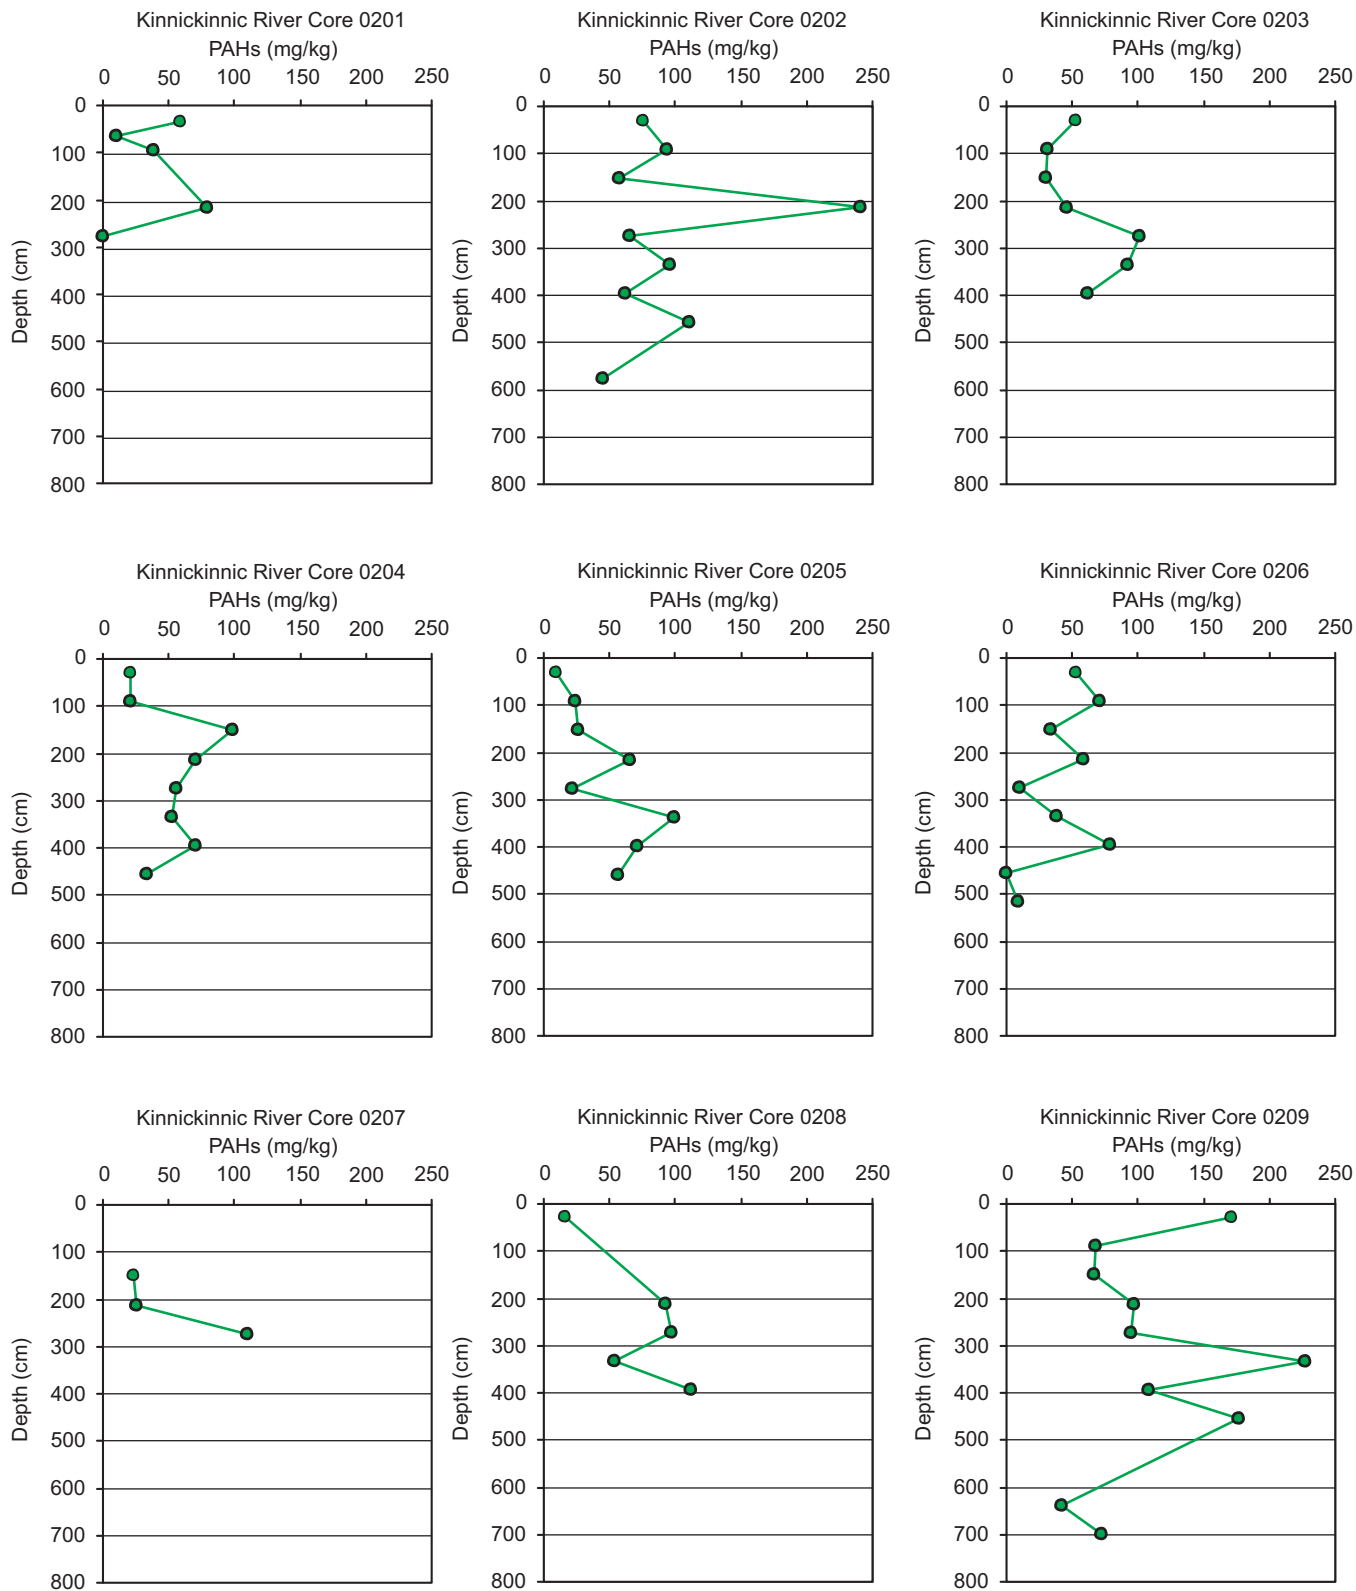 Kinnickinnic River Core 0201
PAHs (mg/kg)
0 50 100 150 200 250
0
100
200
300
400
500
600
700
800
Depth (cm)
Kinnickinnic River Core 0202
PAHs (mg/kg)
0 50 100 150 200 250
0
100
200
300
400
500
600
700
800
Depth (cm)
Kinnickinnic River Core 0203
PAHs (mg/kg)
0 50 100 150 200 250
0
100
200
300
400
500
600
700
800
Depth (cm)
Kinnickinnic River Core 0204
PAHs (mg/kg)
0 50 100 150 200 250
0
100
200
300
400
500
600
700
800
Depth (cm)
Kinnickinnic River Core 0205
PAHs (mg/kg)
0 50 100 150 200 250
0
100
200
300
400
500
600
700
800
Depth (cm)
Kinnickinnic River Core 0206
PAHs (mg/kg)
0 50 100 150 200 250
0
100
200
300
400
500
600
700
800
Depth (cm)
Kinnickinnic River Core 0207
PAHs (mg/kg)
0 50 100 150 200 250
0
100
200
300
400
500
600
700
800
Depth (cm)
Kinnickinnic River Core 0208
PAHs (mg/kg)
0 50 100 150 200 250
0
100
200
300
400
500
600
700
800
Depth (cm)
Kinnickinnic River Core 0209
PAHs (mg/kg)
0 50 100 150 200 250
0
100
200
300
400
500
600
700
800
Depth (cm)